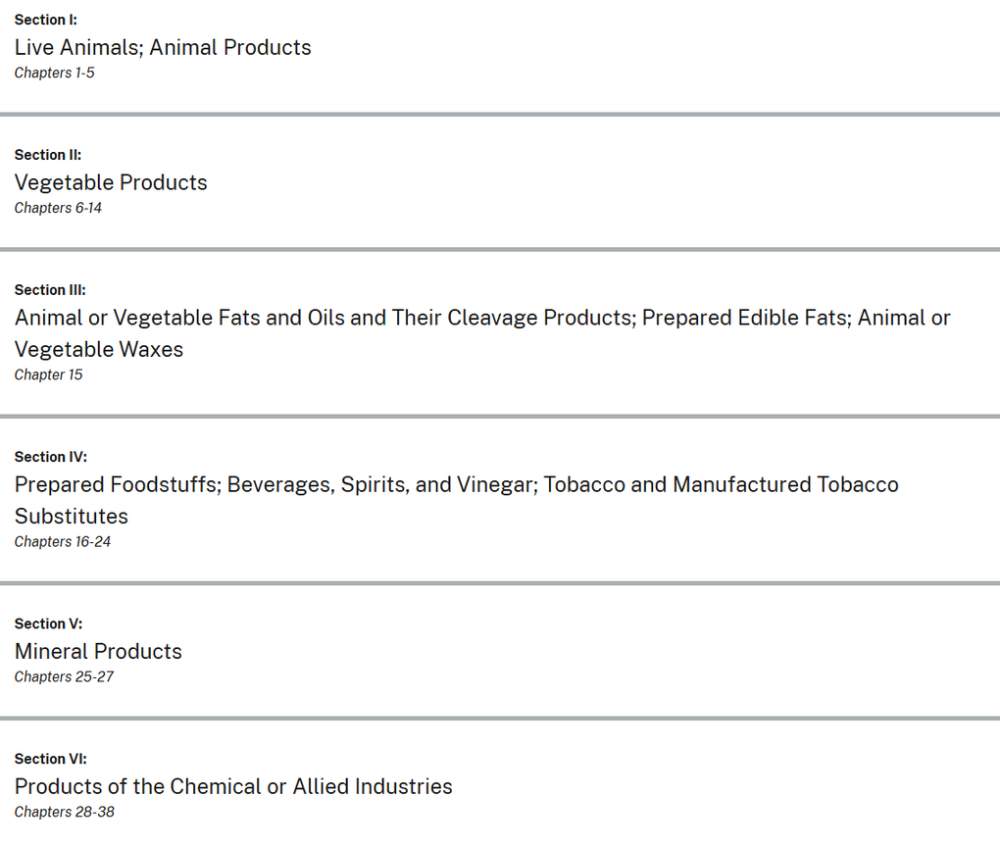 Section I:
Live Animals; Animal Products
Chapters 1-5
Section II:
Vegetable Products
Chapters 6-14
Section III:
Animal or Vegetable Fats and Oils and Their Cleavage Products; Prepared Edible Fats; Animal or
Vegetable Waxes
Chapter 15
Section IV:
Prepared Foodstuffs; Beverages, Spirits, and Vinegar; Tobacco and Manufactured Tobacco
Substitutes
Chapters 16-24
Section V:
Mineral Products
Chapters 25-27
Section VI:
Products of the Chemical or Allied Industries
Chapters 28-38